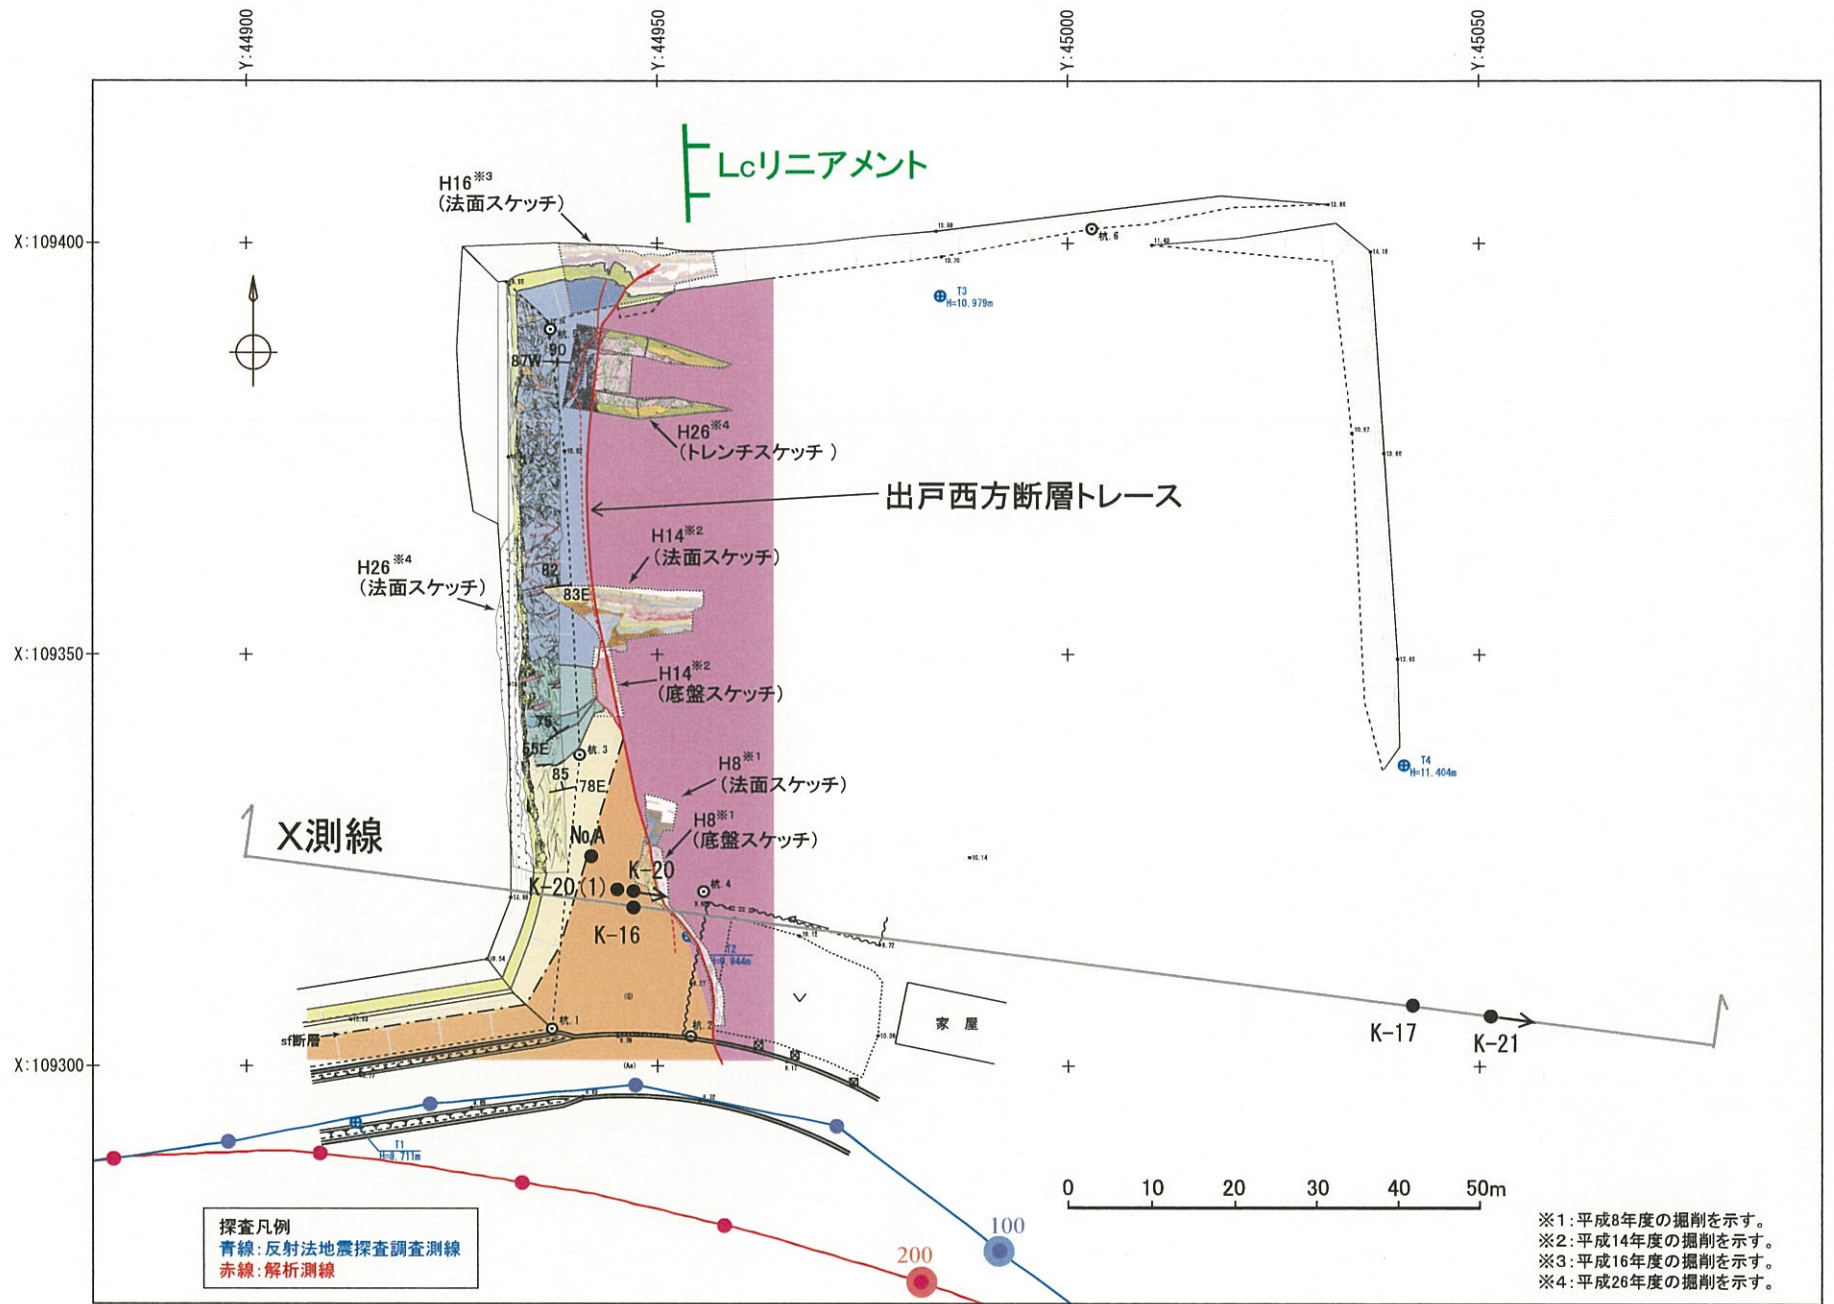 Y:44900
Y:44950
Y:45000
Y:45050
Lcリニアメント
H16※3
(法面スケッチ)
X:109400
杭.6
T3
H=10.979m
90
87W
H26※4
(トレンチスケッチ)
出戸西方断層トレース
H14※2
(法面スケッチ)
H26※4
(法面スケッチ)
82
83E
X:109350
H14※2
(底盤スケッチ)
75
55E
杭.3
85
78E
H8※1
(法面スケッチ)
T4
H=11.404m
H8※1
(底盤スケッチ)
X測線
No.A
K-20
K-20(1)
杭.4
K-16
T2
家屋
K-17
K-21
杭.1
杭.2
sf断層
X:109300
T1
H=8.711m
0 10 20 30 40 50m
探査凡例
青線:反射法地震探査調査測線
赤線:解析測線
100
200
※1:平成8年度の掘削を示す。
※2:平成14年度の掘削を示す。
※3:平成16年度の掘削を示す。
※4:平成26年度の掘削を示す。